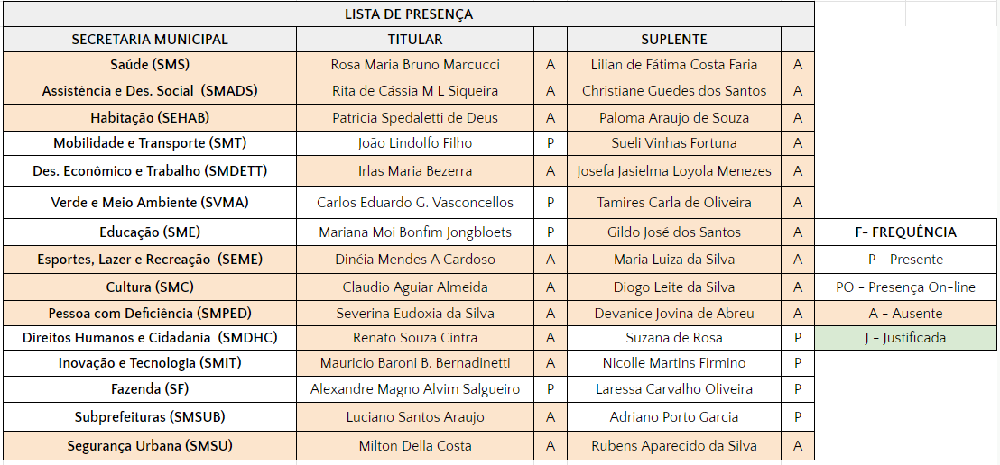 LISTA DE PRESENÇA
SECRETARIA MUNICIPAL TITULAR SUPLENTE
Saúde (SMS) Rosa Maria Bruno Marcucci A Lilian de Fátima Costa Faria A
Assistência e Des. Social (SMADS) Rita de Cássia M L Siqueira A Christiane Guedes dos Santos A
Habitação (SEHAB) Patricia Spedaletti de Deus A Paloma Araujo de Souza A
Mobilidade e Transporte (SMT) João Lindolfo Filho P Sueli Vinhas Fortuna A
Des. Econômico e Trabalho (SMDETT) Irlas Maria Bezerra A Josefa Jasielma Loyola Menezes A
Verde e Meio Ambiente (SVMA) Carlos Eduardo G. Vasconcellos P Tamires Carla de Oliveira A
Educação (SME) Mariana Moi Bonfim Jongbloets P Gildo José dos Santos A F- FREQUÊNCIA
Esportes, Lazer e Recreação (SEME) Dinéia Mendes A Cardoso A Maria Luiza da Silva A P - Presente
Cultura (SMC) Claudio Aguiar Almeida A Diogo Leite da Silva A PO - Presença On-line
Pessoa com Deficiência (SMPED) Severina Eudoxia da Silva A Devanice Jovina de Abreu A A - Ausente
Direitos Humanos e Cidadania (SMDHC) Renato Souza Cintra A Suzana de Rosa P J - Justificada
Inovação e Tecnologia (SMIT) Mauricio Baroni B. Bernadinetti A Nicolle Martins Firmino P
Fazenda (SF) Alexandre Magno Alvim Salgueiro P Laressa Carvalho Oliveira P
Subprefeituras (SMSUB) Luciano Santos Araujo A Adriano Porto Garcia P
Segurança Urbana (SMSU) Milton Della Costa A Rubens Aparecido da Silva A